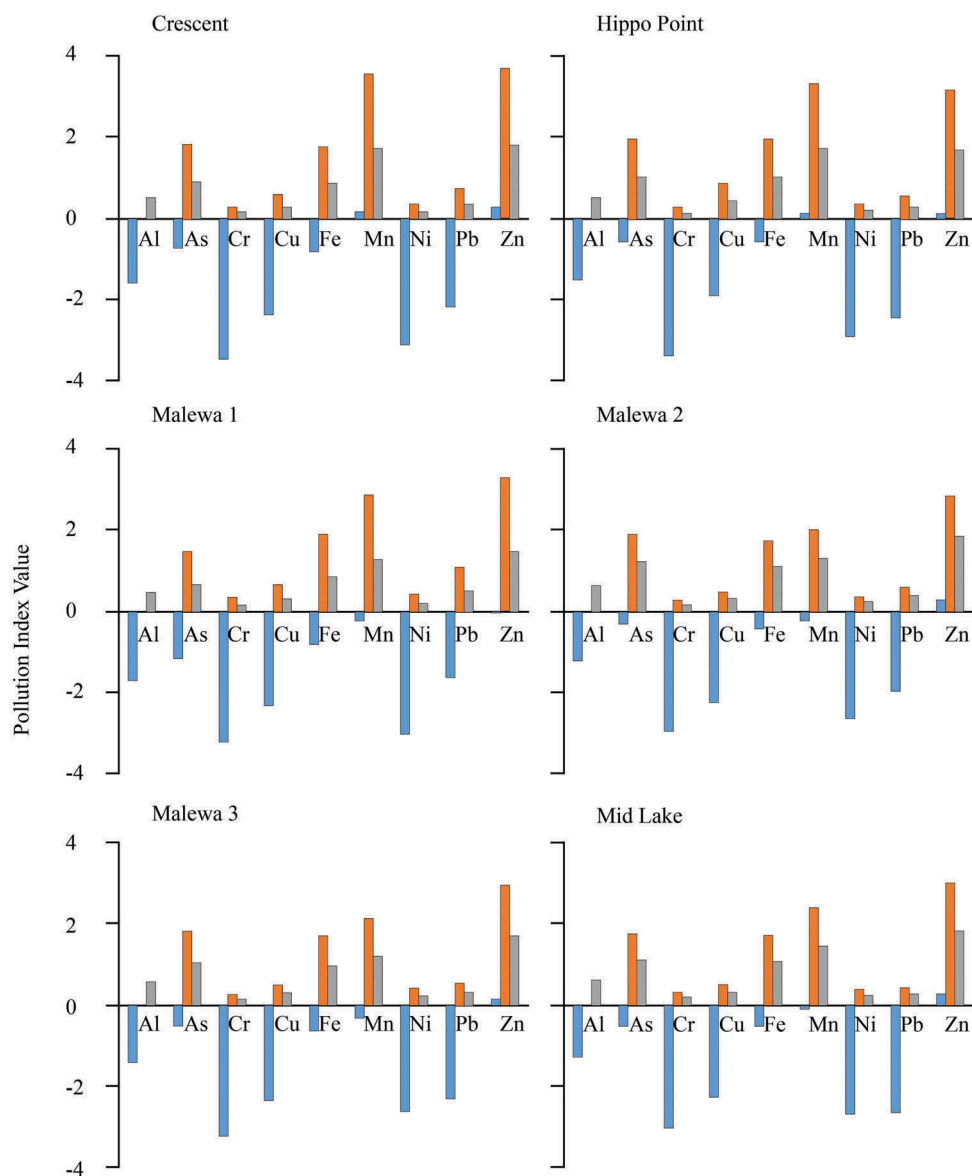 Crescent
Hippo Point
4
2
0
-2
-4
Al As Cr Cu Fe Mn Ni Pb Zn
Al As Cr Cu Fe Mn Ni Pb Zn
Malewa 1
Malewa 2
4
2
0
-2
-4
Al As Cr Cu Fe Mn Ni Pb Zn
Al As Cr Cu Fe Mn Ni Pb Zn
Pollution Index Value
Malewa 3
Mid Lake
4
2
0
-2
-4
Al As Cr Cu Fe Mn Ni Pb Zn
Al As Cr Cu Fe Mn Ni Pb Zn